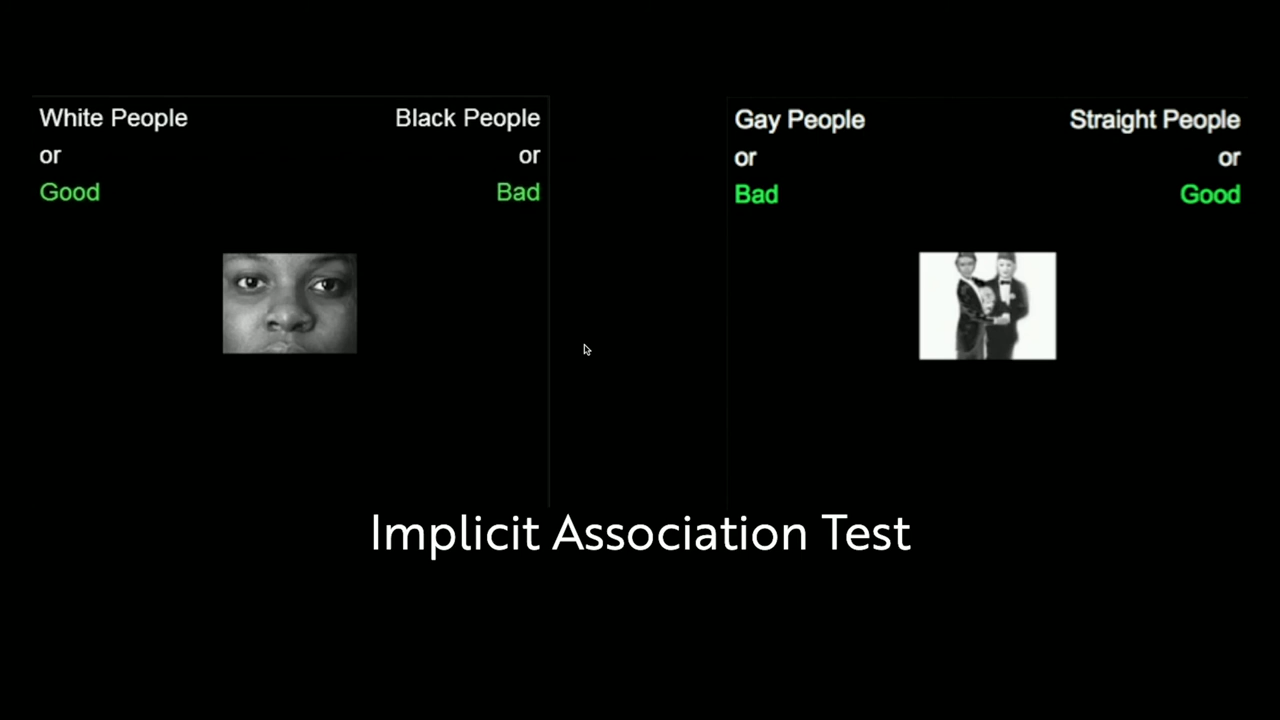 White People
Black People
or
or
Good
Bad
Gay People
Straight People
or
or
Bad
Good
Implicit Association Test